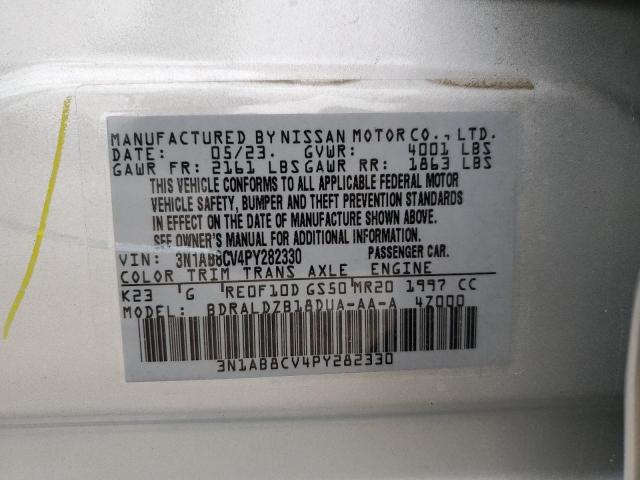 MANUFACTURED BY NISSAN MOTOR CO., LTD.
DATE: 05/23. GVWR: 4001 LBS
GAWR FR: 2161 LBS GAWR RR: 1863 LBS
THIS VEHICLE CONFORMS TO ALL APPLICABLE FEDERAL MOTOR
VEHICLE SAFETY, BUMPER AND THEFT PREVENTION STANDARDS
IN EFFECT ON THE DATE OF MANUFACTURE SHOWN ABOVE.
SEE OWNER'S MANUAL FOR ADDITIONAL INFORMATION.
VIN: 3N1AB8CV4PY282330 PASSENGER CAR.
COLOR TRIM TRANS AXLE ENGINE
K23 G RE0F10D GS50 MR20 1997 CC
MODEL: BDRALDZB18DUA-AA-A 4Z000
3N1AB8CV4PY282330